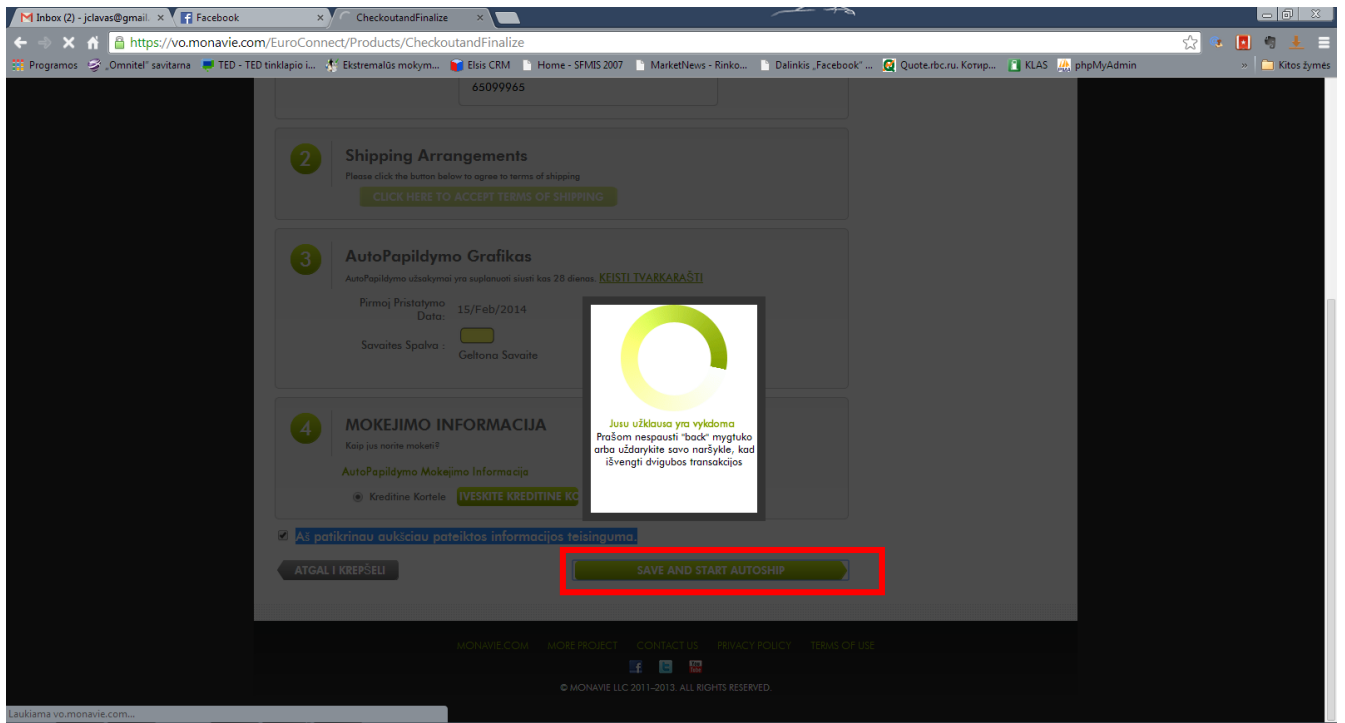 Inbox (2) - jclavas@gmail.
Facebook
CheckoutandFinalize
https://vo.monavie.com/EuroConnect/Products/CheckoutandFinalize
Programos
„Omnitel" savitarna
TED - TED tinklapio i...
Ekstremalūs mokym...
Elsis CRM
Home - SFMIS 2007
MarketNews - Rinko...
Dalinkis „Facebook" ...
Quote.rbc.ru. Котир...
KLAS
phpMyAdmin
»
Kitos žymės
65099965
2
Shipping Arrangements
Please click the button below to agree to terms of shipping
CLICK HERE TO ACCEPT TERMS OF SHIPPING
3
AutoPapildymo Grafikas
AutoPapildymo užsakymai yra suplanuoti siusti kas 28 dienas. KEISTI TVARKARAŠTI
Pirmoj Pristatymo
Data:
15/Feb/2014
Savaites Spalva :
Geltona Savaite
4
MOKEJIMO INFORMACIJA
Kaip jus norite moketi?
AutoPapildymo Mokejimo Informacija
Kreditine Kortele
IVESKITE KREDITINE KO
Jusu užklausa yra vykdoma
Prašom nespausti "back" mygtuko
arba uždarykite savo naršykle, kad
išvengti dvigubos transakcijos
Aš patikrinau aukšciau pateiktos informacijos teisinguma.
ATGAL I KREPŠELI
SAVE AND START AUTOSHIP
MONAVIE.COM
MORE PROJECT
CONTACT US
PRIVACY POLICY
TERMS OF USE
© MONAVIE LLC 2011–2013. ALL RIGHTS RESERVED.
Laukiama vo.monavie.com...